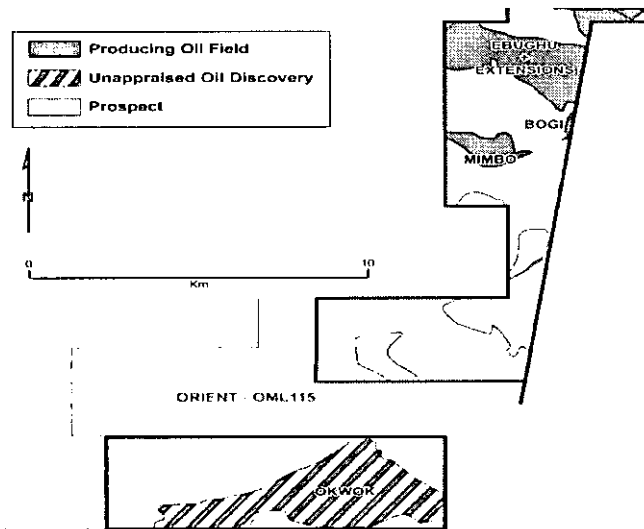 Producing Oil Field
Unappraised Oil Discovery
Prospect
EBUGHU
EXTENSIONS
BOGI
MIMBO
0
10
Km
ORIENT - OML115
OKWOK